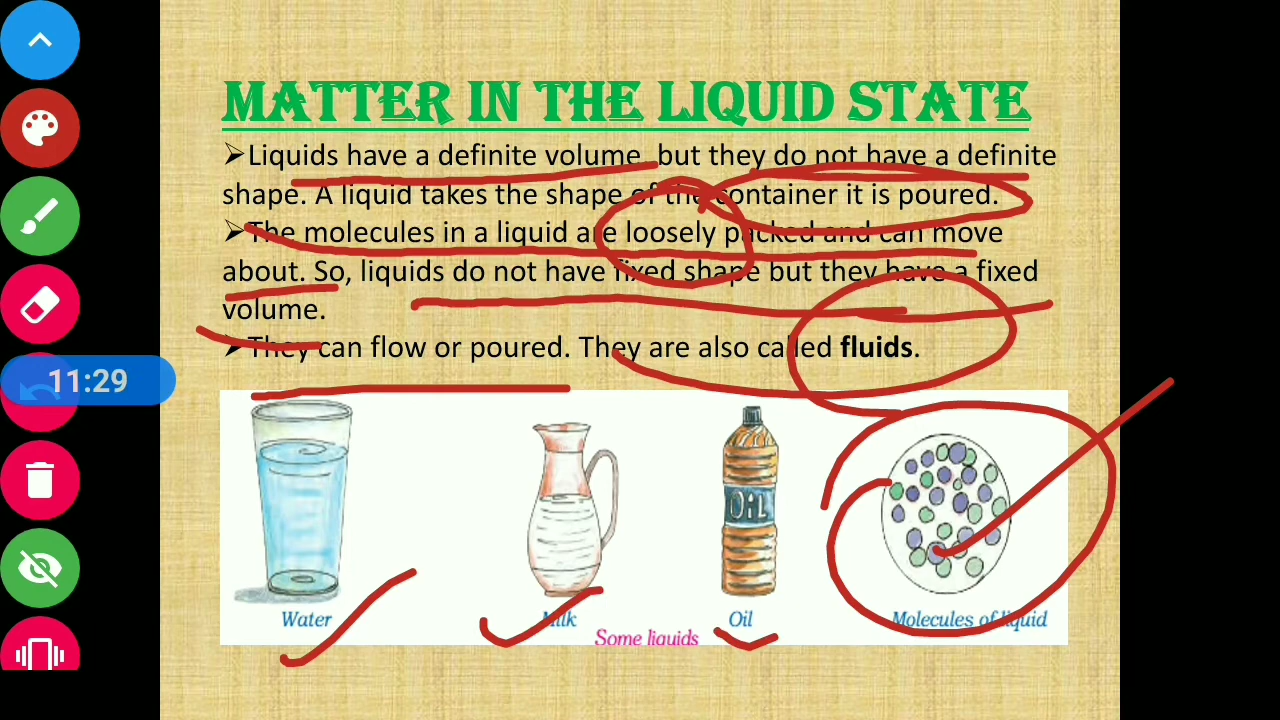 MATTER IN THE LIQUID STATE
➢Liquids have a definite volume, but they do not have a definite
shape. A liquid takes the shape of the container it is poured.
➢The molecules in a liquid are loosely packed and can move
about. So, liquids do not have fixed shape but they have a fixed
volume.
➢They can flow or poured. They are also called fluids.
11:29
OIL
Water Milk Oil Molecules of liquid
Some liquids